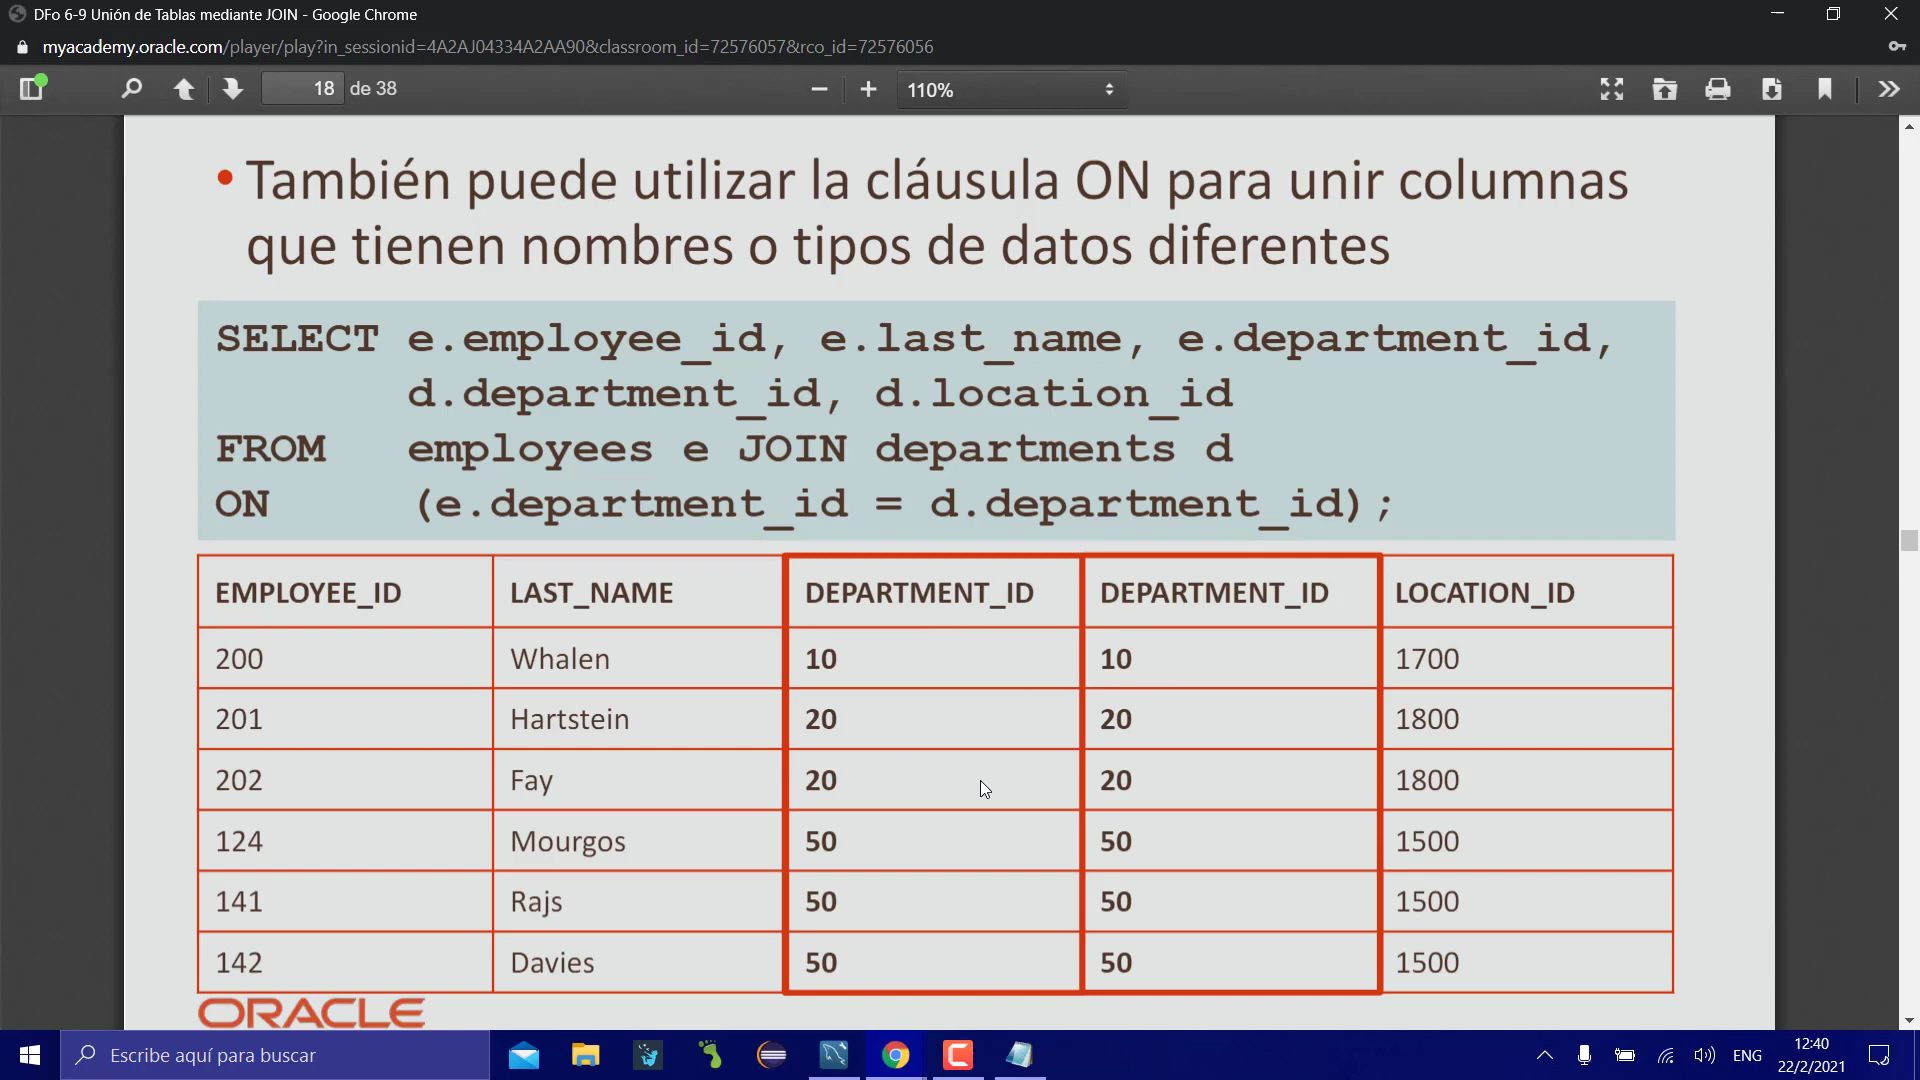 DFo 6-9 Unión de Tablas mediante JOIN - Google Chrome
myacademy.oracle.com/player/play?in_sessionid=4A2AJ04334A2AA90&classroom_id=72576057&rco_id=72576056
18 de 38
110%
• También puede utilizar la cláusula ON para unir columnas
que tienen nombres o tipos de datos diferentes
SELECT e.employee_id, e.last_name, e.department_id,
d.department_id, d.location_id
FROM employees e JOIN departments d
ON (e.department_id = d.department_id);
EMPLOYEE_ID LAST_NAME DEPARTMENT_ID DEPARTMENT_ID LOCATION_ID
200 Whalen 10 10 1700
201 Hartstein 20 20 1800
202 Fay 20 20 1800
124 Mourgos 50 50 1500
141 Rajs 50 50 1500
142 Davies 50 50 1500
ORACLE
Escribe aquí para buscar
ENG
12:40
22/2/2021